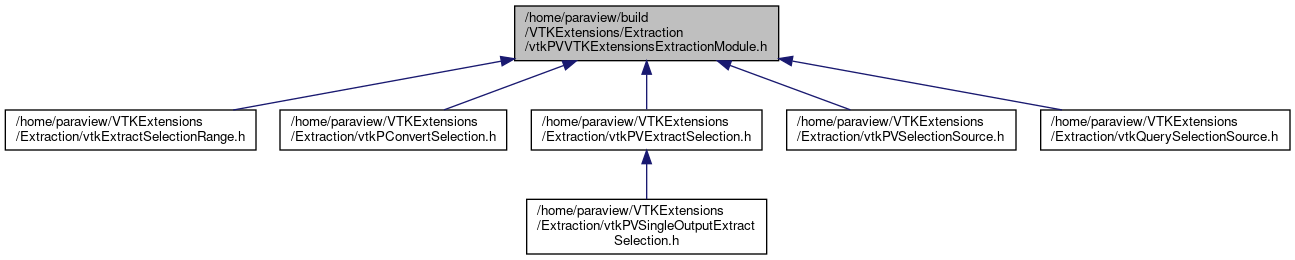 /home/paraview/build
/VTKExtensions/Extraction
/vtkPVVTKExtensionsExtractionModule.h
/home/paraview/VTKExtensions
/Extraction/vtkExtractSelectionRange.h
/home/paraview/VTKExtensions
/Extraction/vtkPConvertSelection.h
/home/paraview/VTKExtensions
/Extraction/vtkPVExtractSelection.h
/home/paraview/VTKExtensions
/Extraction/vtkPVSelectionSource.h
/home/paraview/VTKExtensions
/Extraction/vtkQuerySelectionSource.h
/home/paraview/VTKExtensions
/Extraction/vtkPVSingleOutputExtract
Selection.h